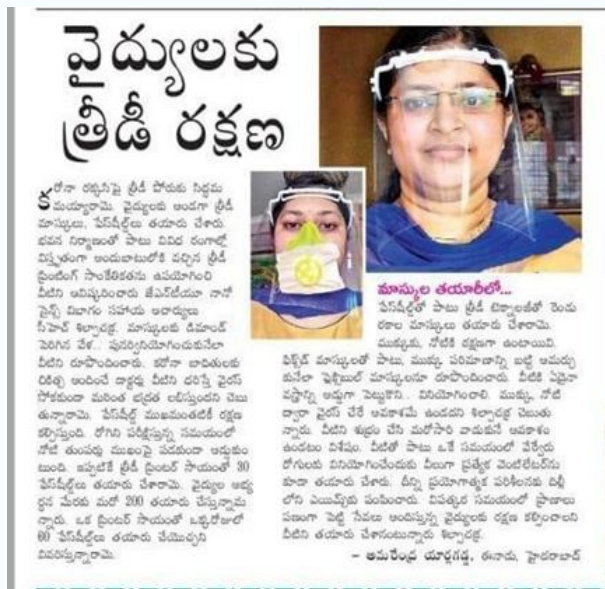 వైద్యులకు
త్రీడీ రక్షణ
కరోనా రక్కసిపై త్రీడీ పోరుకు సిద్ధమ
మయ్యారామె. వైద్యులకు అండగా త్రీడీ
మాస్కులు, ఫేస్‌షీల్డ్‌లు తయారు చేశారు.
భవన నిర్మాణంతో పాటు వివిధ రంగాల్లో
విస్తృతంగా అందుబాటులోకి వచ్చిన త్రీడీ
ప్రింటింగ్ సాంకేతికతను ఉపయోగించి
వీటిని ఆవిష్కరించారు జేఎన్‌టీయూ నానో
సైన్స్ విభాగం సహాయ ఆచార్యులు
సీహెచ్ శిల్పాచక్ర. మాస్కులకు డిమాండ్
పెరిగిన వేళ.. పునర్వినియోగించుకునేలా
వీటిని రూపొందించారు. కరోనా బాధితులకు
చికిత్స అందించే డాక్టర్లు వీటిని ధరిస్తే వైరస్
సోకకుండా మరింత భద్రత లభిస్తుందని చెబు
తున్నారామె. ఫేస్‌షీల్డ్ ముఖమంతటికీ రక్షణ
కల్పిస్తుంది. రోగిని పరీక్షిస్తున్న సమయంలో
నోటి తుంపర్లు ముఖంపై పడకుండా అడ్డుకుం
టుంది. ఇప్పటికే త్రీడీ ప్రింటర్ సాయంతో 30
ఫేస్‌షీల్డ్‌లు తయారు చేశారామె. వైద్యుల అభ్య
ర్థన మేరకు మరో 200 తయారు చేస్తున్నామ
న్నారు. ఒక ప్రింటర్ సాయంతో ఒక్కరోజులో
60 ఫేస్‌షీల్డ్‌లు తయారు చేయొచ్చని
వివరిస్తున్నారామె.
మాస్కుల తయారీలో...
ఫేస్‌షీల్డ్‌తో పాటు త్రీడీ టెక్నాలజీతో రెండు
రకాల మాస్కులు తయారు చేశారామె.
ముక్కుకు, నోటికి రక్షణగా ఉంటాయివి.
ఫిక్స్‌డ్ మాస్కులతో పాటు, ముక్కు పరిమాణాన్ని బట్టి అమర్చు
కునేలా ఫ్లెక్సిబుల్ మాస్కులనూ రూపొందించారు. వీటికి ఏదైనా
వస్త్రాన్ని అడ్డుగా పెట్టుకొని.. వినియోగించాలి. ముక్కు, నోటి
ద్వారా వైరస్ చేరే అవకాశమే ఉండదని శిల్పాచక్ర చెబుతు
న్నారు. వీటిని శుభ్రం చేసి మరోసారి వాడుకునే అవకాశం
ఉండటం విశేషం. వీటితో పాటు ఒకే సమయంలో వేర్వేరు
రోగులకు వినియోగించేందుకు వీలుగా ప్రత్యేక వెంటిలేటర్‌ను
కూడా తయారు చేశారు. దీన్ని ప్రయోగాత్మక పరిశీలనకు దిల్లీ
లోని ఎయిమ్స్‌కు పంపించారు. విపత్కర సమయంలో ప్రాణాలు
పణంగా పెట్టి సేవలు అందిస్తున్న వైద్యులకు రక్షణ కల్పించాలని
వీటిని తయారు చేశానంటున్నారు శిల్పాచక్ర.
– అమరేంద్ర యార్లగడ్డ, ఈనాడు, హైదరాబాద్